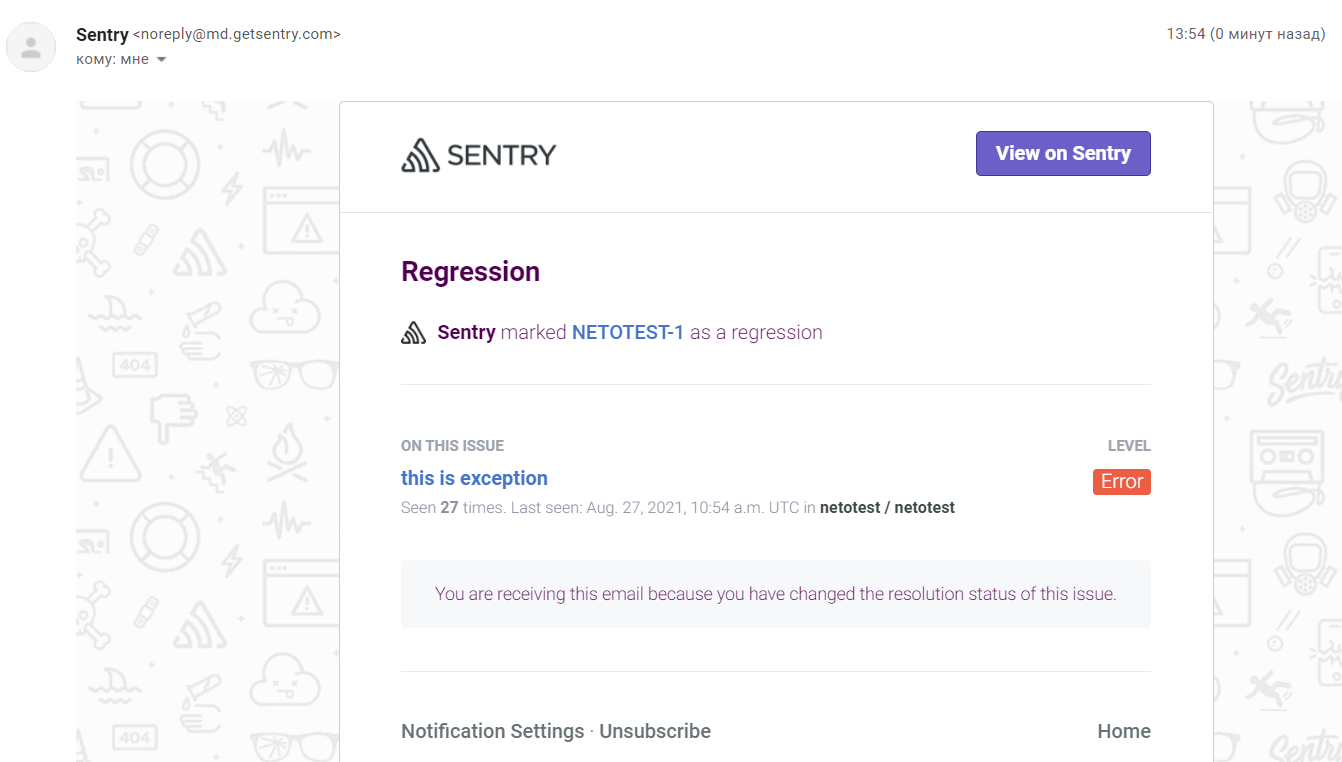 Sentry <noreply@md.getsentry.com>
13:54 (0 минут назад)
кому: мне
SENTRY
View on Sentry
Regression
Sentry marked NETOTEST-1 as a regression
ON THIS ISSUE
LEVEL
this is exception
Error
Seen 27 times. Last seen: Aug. 27, 2021, 10:54 a.m. UTC in netotest / netotest
You are receiving this email because you have changed the resolution status of this issue.
Notification Settings · Unsubscribe
Home
404
404
Sentry
Sentry